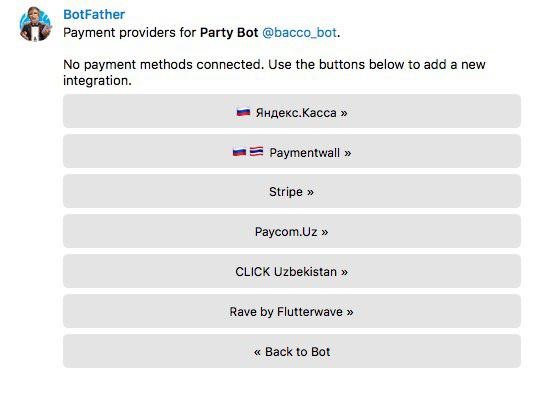 BotFather
Payment providers for Party Bot @bacco_bot.
No payment methods connected. Use the buttons below to add a new
integration.
Яндекс.Касса »
Paymentwall »
Stripe »
Paycom.Uz »
CLICK Uzbekistan »
Rave by Flutterwave »
« Back to Bot